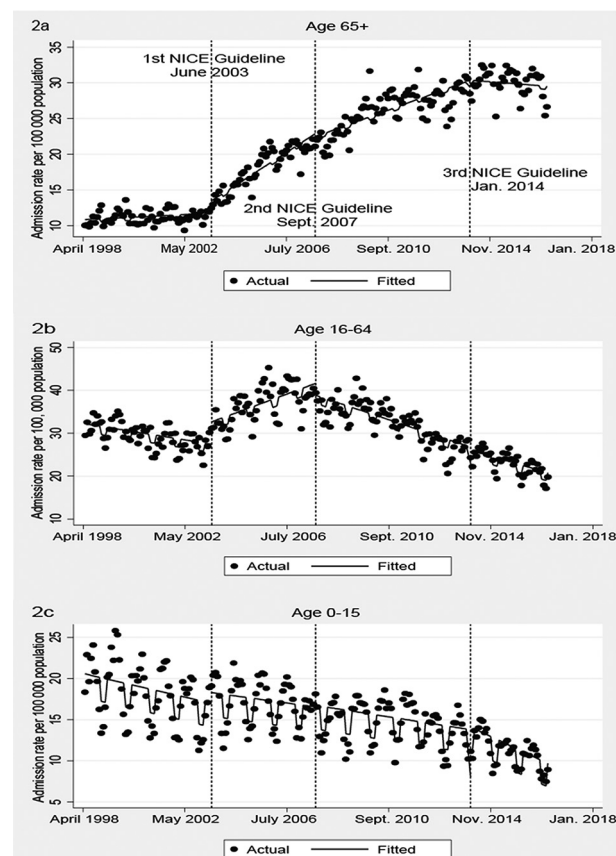 2a
Age 65+
Admission rate per 100 000 population
35
30
25
20
15
10
1st NICE Guideline
June 2003
2nd NICE Guideline
Sept. 2007
3rd NICE Guideline
Jan. 2014
April 1998 May 2002 July 2006 Sept. 2010 Nov. 2014 Jan. 2018
Actual Fitted
2b
Age 16-64
Admission rate per 100, 000 population
50
40
30
20
10
April 1998 May 2002 July 2006 Sept. 2010 Nov. 2014 Jan. 2018
Actual Fitted
2c
Age 0-15
Admission rate per 100 000 population
25
20
15
10
5
April 1998 May 2002 July 2006 Sept. 2010 Nov. 2014 Jan. 2018
Actual Fitted